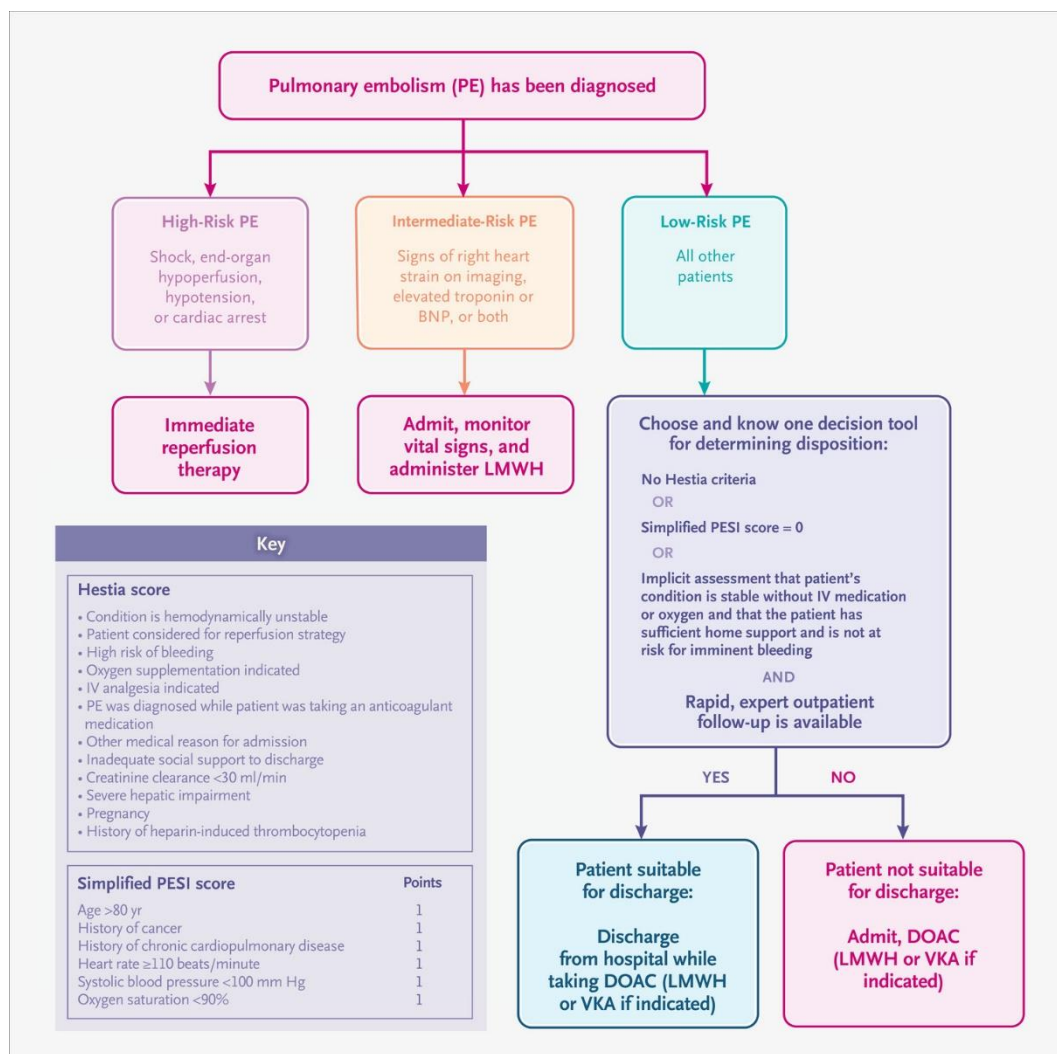 Pulmonary embolism (PE) has been diagnosed
High-Risk PE
Shock, end-organ
hypoperfusion,
hypotension,
or cardiac arrest
Intermediate-Risk PE
Signs of right heart
strain on imaging,
elevated troponin or
BNP, or both
Low-Risk PE
All other
patients
Immediate
reperfusion
therapy
Admit, monitor
vital signs, and
administer LMWH
Choose and know one decision tool
for determining disposition:
No Hestia criteria
OR
Simplified PESI score = 0
OR
Implicit assessment that patient's
condition is stable without IV medication
or oxygen and that the patient has
sufficient home support and is not at
risk for imminent bleeding
AND
Rapid, expert outpatient
follow-up is available
YES
NO
Patient suitable
for discharge:
Discharge
from hospital while
taking DOAC (LMWH
or VKA if indicated)
Patient not suitable
for discharge:
Admit, DOAC
(LMWH or VKA if
indicated)
Key
Hestia score
• Condition is hemodynamically unstable
• Patient considered for reperfusion strategy
• High risk of bleeding
• Oxygen supplementation indicated
• IV analgesia indicated
• PE was diagnosed while patient was taking an anticoagulant
medication
• Other medical reason for admission
• Inadequate social support to discharge
• Creatinine clearance <30 ml/min
• Severe hepatic impairment
• Pregnancy
• History of heparin-induced thrombocytopenia
Simplified PESI score Points
Age >80 yr 1
History of cancer 1
History of chronic cardiopulmonary disease 1
Heart rate ≥110 beats/minute 1
Systolic blood pressure <100 mm Hg 1
Oxygen saturation <90% 1